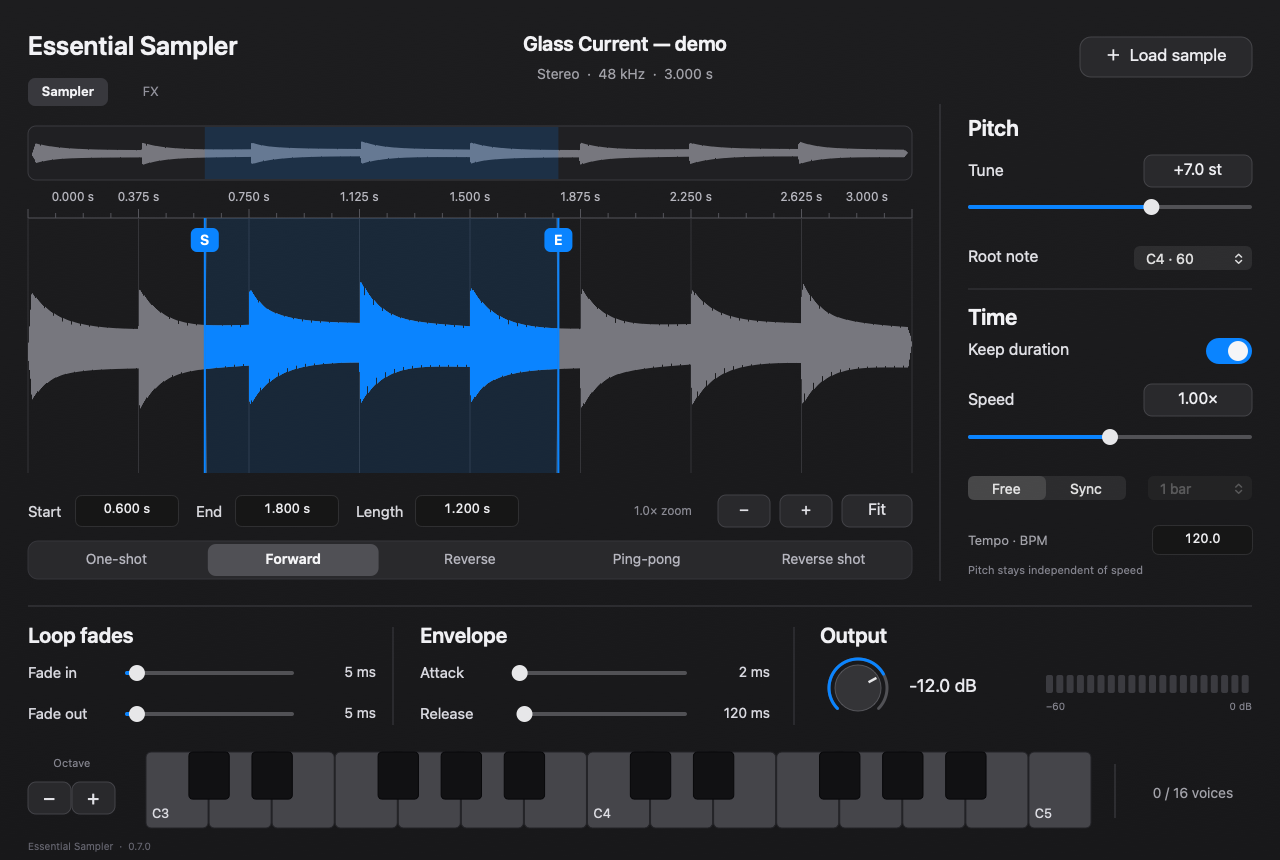 Essential Sampler
Glass Current — demo
Stereo · 48 kHz · 3.000 s
+ Load sample
Sampler FX
0.000 s 0.375 s 0.750 s 1.125 s 1.500 s 1.875 s 2.250 s 2.625 s 3.000 s
S E
Start 0.600 s End 1.800 s Length 1.200 s 1.0× zoom − + Fit
One-shot Forward Reverse Ping-pong Reverse shot
Pitch
Tune +7.0 st
Root note C4 · 60
Time
Keep duration
Speed 1.00×
Free Sync 1 bar
Tempo · BPM 120.0
Pitch stays independent of speed
Loop fades
Fade in 5 ms
Fade out 5 ms
Envelope
Attack 2 ms
Release 120 ms
Output
-12.0 dB
−60 0 dB
Octave
− +
C3 C4 C5
0 / 16 voices
Essential Sampler · 0.7.0